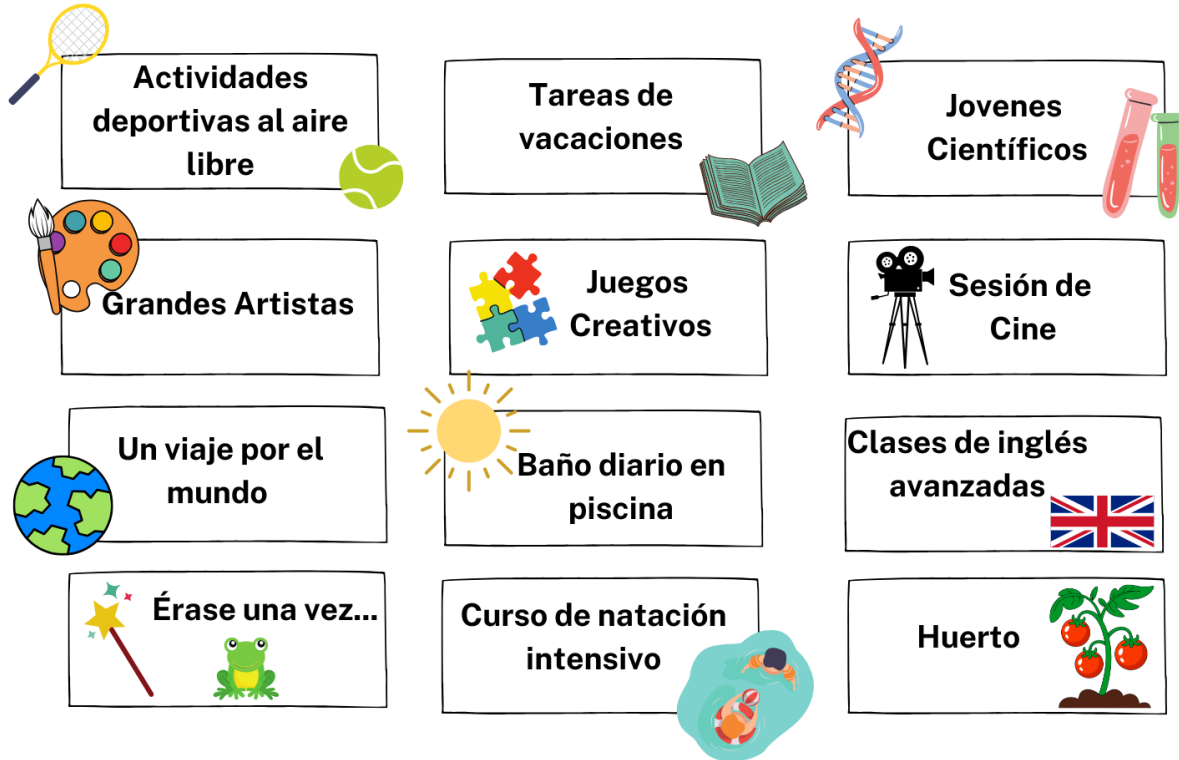 Actividades
deportivas al aire
libre
Tareas de
vacaciones
Jovenes
Científicos
Grandes Artistas
Juegos
Creativos
Sesión de
Cine
Un viaje por el
mundo
Baño diario en
piscina
Clases de inglés
avanzadas
Érase una vez...
Curso de natación
intensivo
Huerto